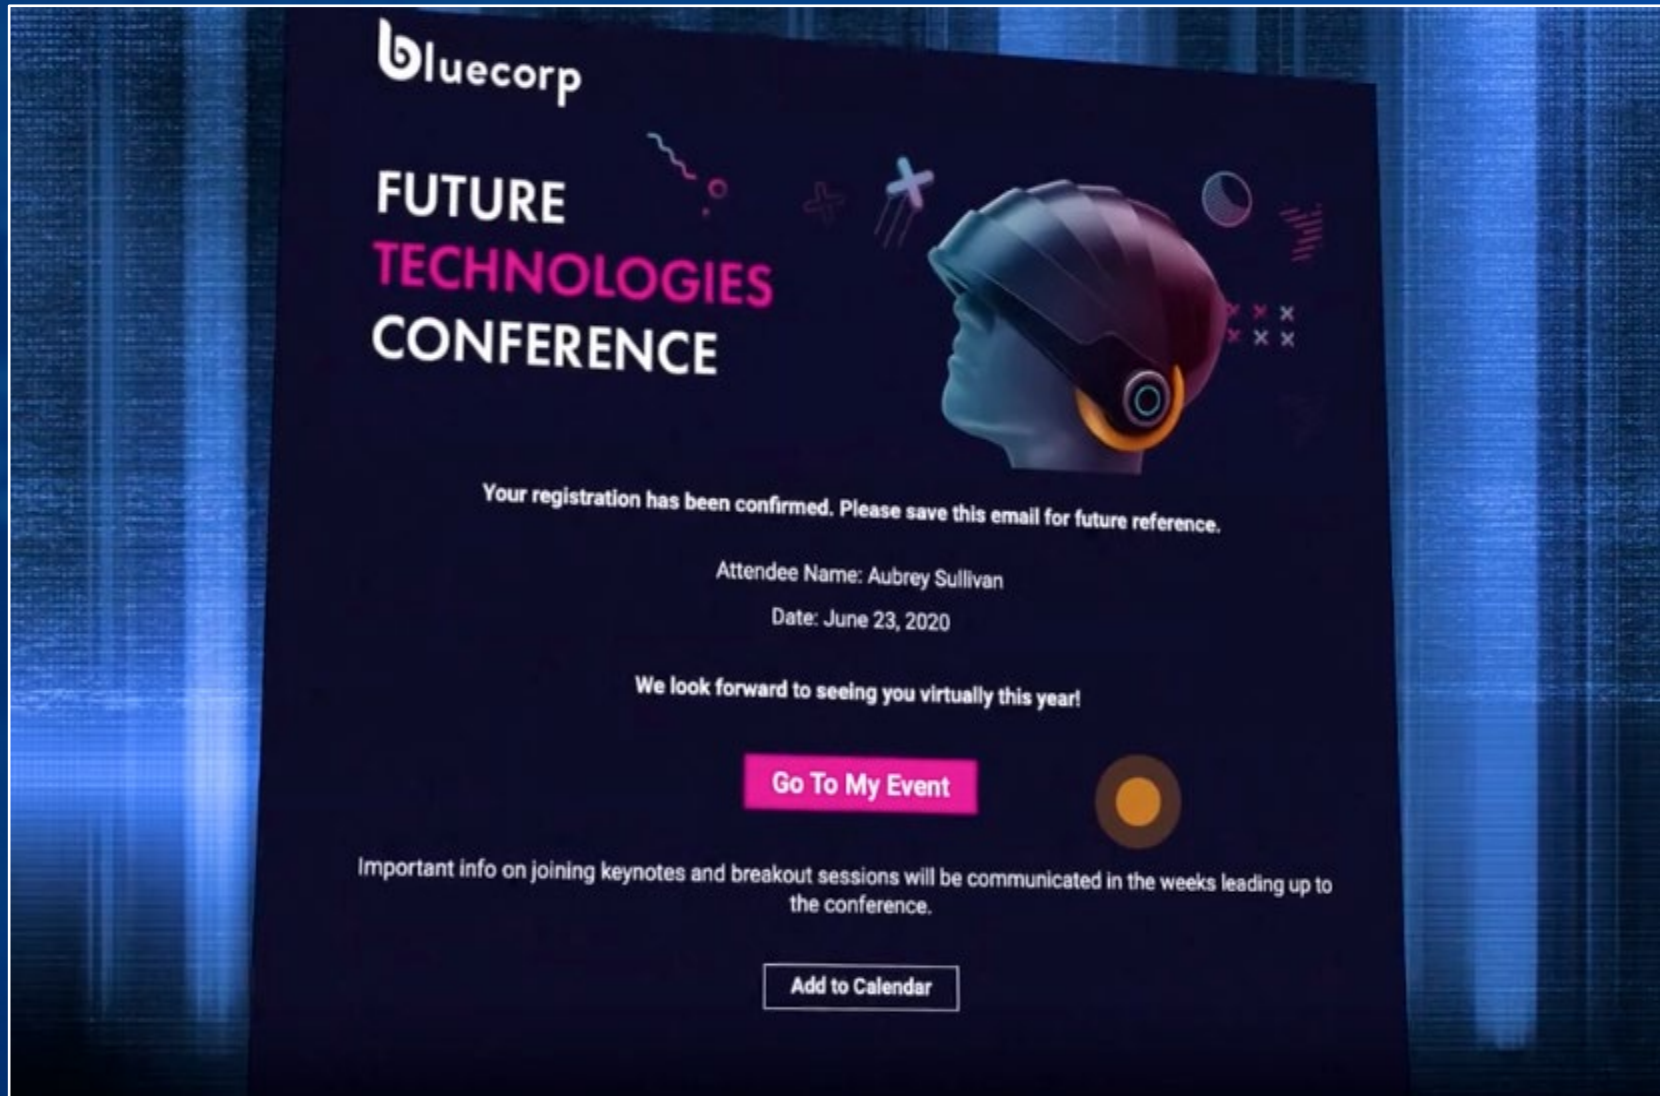 bluecorp
FUTURE
TECHNOLOGIES
CONFERENCE
Your registration has been confirmed. Please save this email for future reference.
Attendee Name: Aubrey Sullivan
Date: June 23, 2020
We look forward to seeing you virtually this year!
Go To My Event
Important info on joining keynotes and breakout sessions will be communicated in the weeks leading up to
the conference.
Add to Calendar